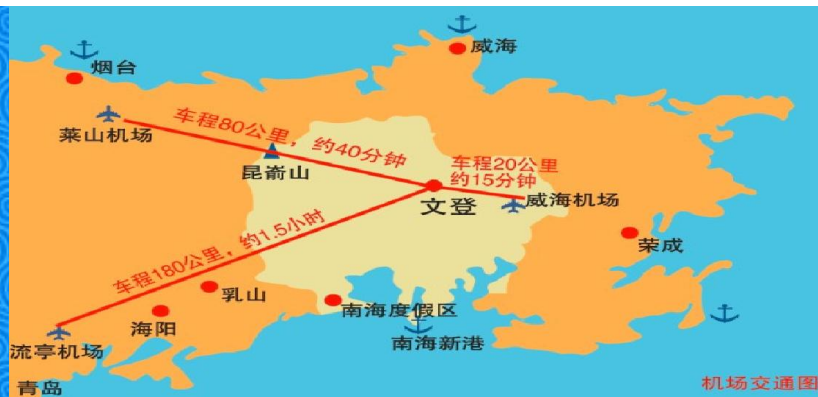 威海
烟台
莱山机场
车程80公里，约40分钟
昆嵛山
车程20公里
约15分钟
威海机场
文登
荣成
车程180公里，约1.5小时
乳山
海阳
南海度假区
南海新港
流亭机场
青岛
机场交通图